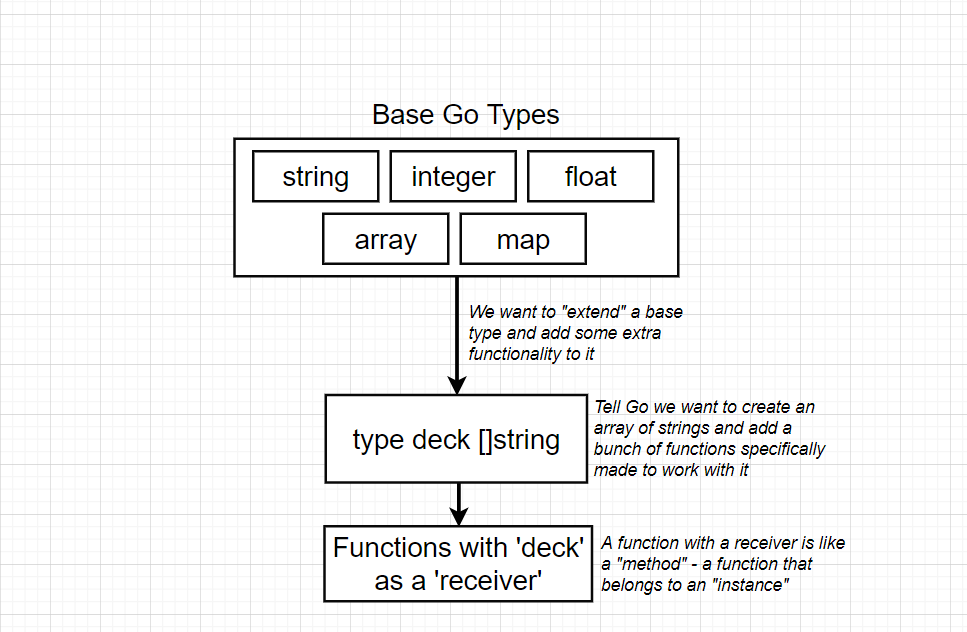 Base Go Types
string integer float
array map
We want to "extend" a base
type and add some extra
functionality to it
type deck []string
Tell Go we want to create an
array of strings and add a
bunch of functions specifically
made to work with it
Functions with 'deck'
as a 'receiver'
A function with a receiver is like
a "method" - a function that
belongs to an "instance"